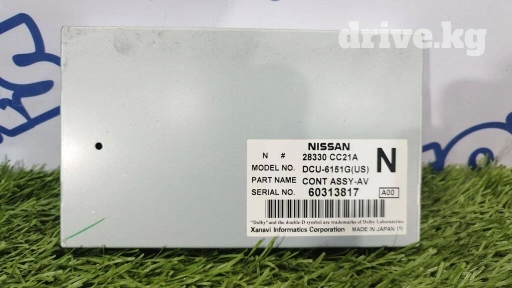 drive.kg
NISSAN
N # 28330 CC21A
MODEL NO. DCU-6151G(US) N
PART NAME CONT ASSY-AV
SERIAL NO. 60313817 A00
"Dolby" and the double-D symbol are trademarks of Dolby Laboratories.
Xanavi Informatics Corporation MADE IN JAPAN